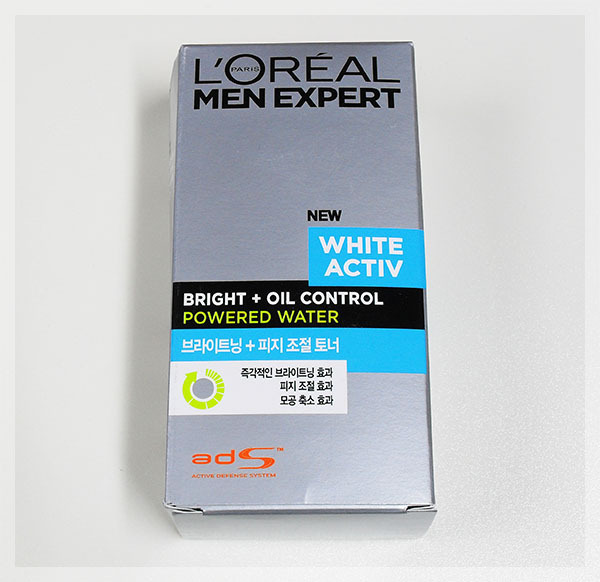 L'ORÉAL
PARIS
MEN EXPERT
NEW
WHITE
ACTIV
BRIGHT + OIL CONTROL
POWERED WATER
브라이트닝 + 피지 조절 토너
즉각적인 브라이트닝 효과
피지 조절 효과
모공 축소 효과
adS™
ACTIVE DEFENSE SYSTEM